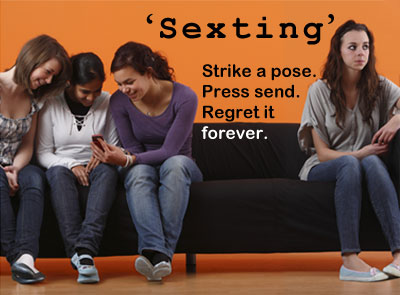 ‘Sexting’
Strike a pose.
Press send.
Regret it
forever.